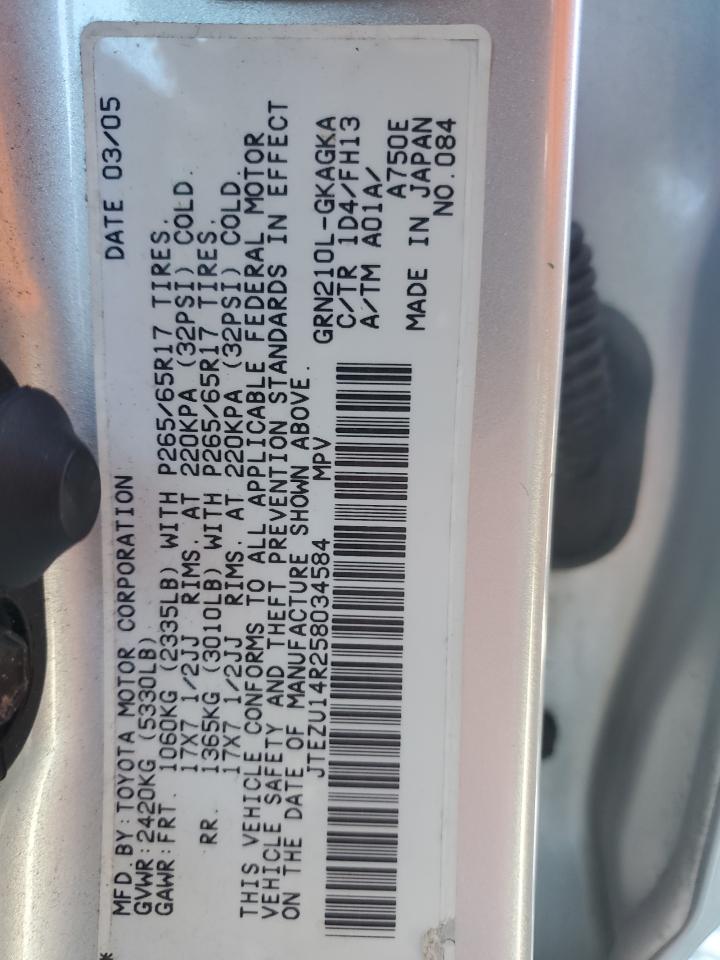 MFD.BY:TOYOTA MOTOR CORPORATION DATE 03/05
GVWR:2420KG(5330LB)
GAWR:FRT. 1060KG (2335LB) WITH P265/65R17 TIRES.
17X7 1/2JJ RIMS. AT 220KPA (32PSI) COLD.
RR. 1365KG (3010LB) WITH P265/65R17 TIRES.
17X7 1/2JJ RIMS. AT 220KPA (32PSI) COLD.
THIS VEHICLE CONFORMS TO ALL APPLICABLE FEDERAL MOTOR
VEHICLE SAFETY AND THEFT PREVENTION STANDARDS IN EFFECT
ON THE DATE OF MANUFACTURE SHOWN ABOVE.
JTEZU14R258034584 MPV
GRN210L-GKAGKA
C/TR 1D4/FH13
A/TM A01A/
A750E
MADE IN JAPAN
NO.084
*